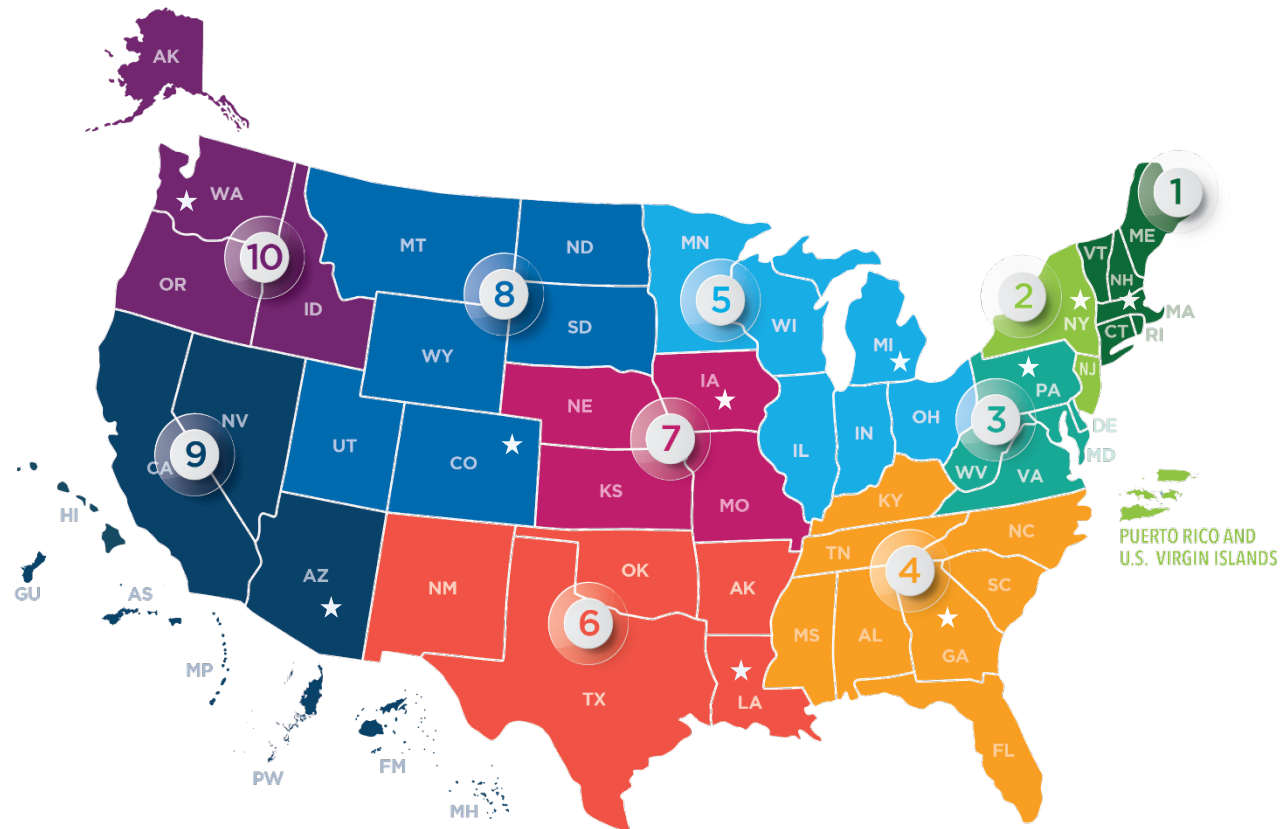 AK
WA
10
OR
ID
MT
ND
8
SD
WY
UT
CO
MN
5
WI
MI
IL
IN
OH
1
ME
VT
NH
2
NY
MA
CT
RI
NJ
PA
3
DE
MD
WV
VA
IA
NE
7
KS
MO
NV
9
CA
AZ
HI
GU
AS
MP
PW
FM
MH
NM
OK
AK
6
TX
LA
KY
TN
NC
4
SC
MS
AL
GA
FL
PUERTO RICO AND
U.S. VIRGIN ISLANDS